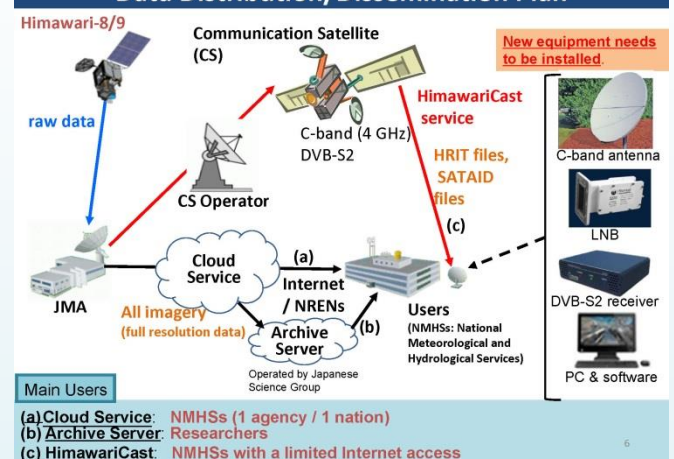 Data Distribution/Dissemination Plan
Himawari-8/9
Communication Satellite
(CS)
New equipment needs
to be installed.
raw data
HimawariCast
service
C-band (4 GHz)
DVB-S2
C-band antenna
HRIT files,
SATAID
files
CS Operator
(c)
LNB
Cloud
Service
(a)
Internet
/ NRENs
JMA
DVB-S2 receiver
All imagery
(full resolution data)
Users
(NMHSs: National
Meteorological and
Hydrological Services)
Archive
Server
(b)
Operated by Japanese
Science Group
PC & software
Main Users
(a)Cloud Service: NMHSs (1 agency / 1 nation)
(b) Archive Server: Researchers
(c) HimawariCast: NMHSs with a limited Internet access
6